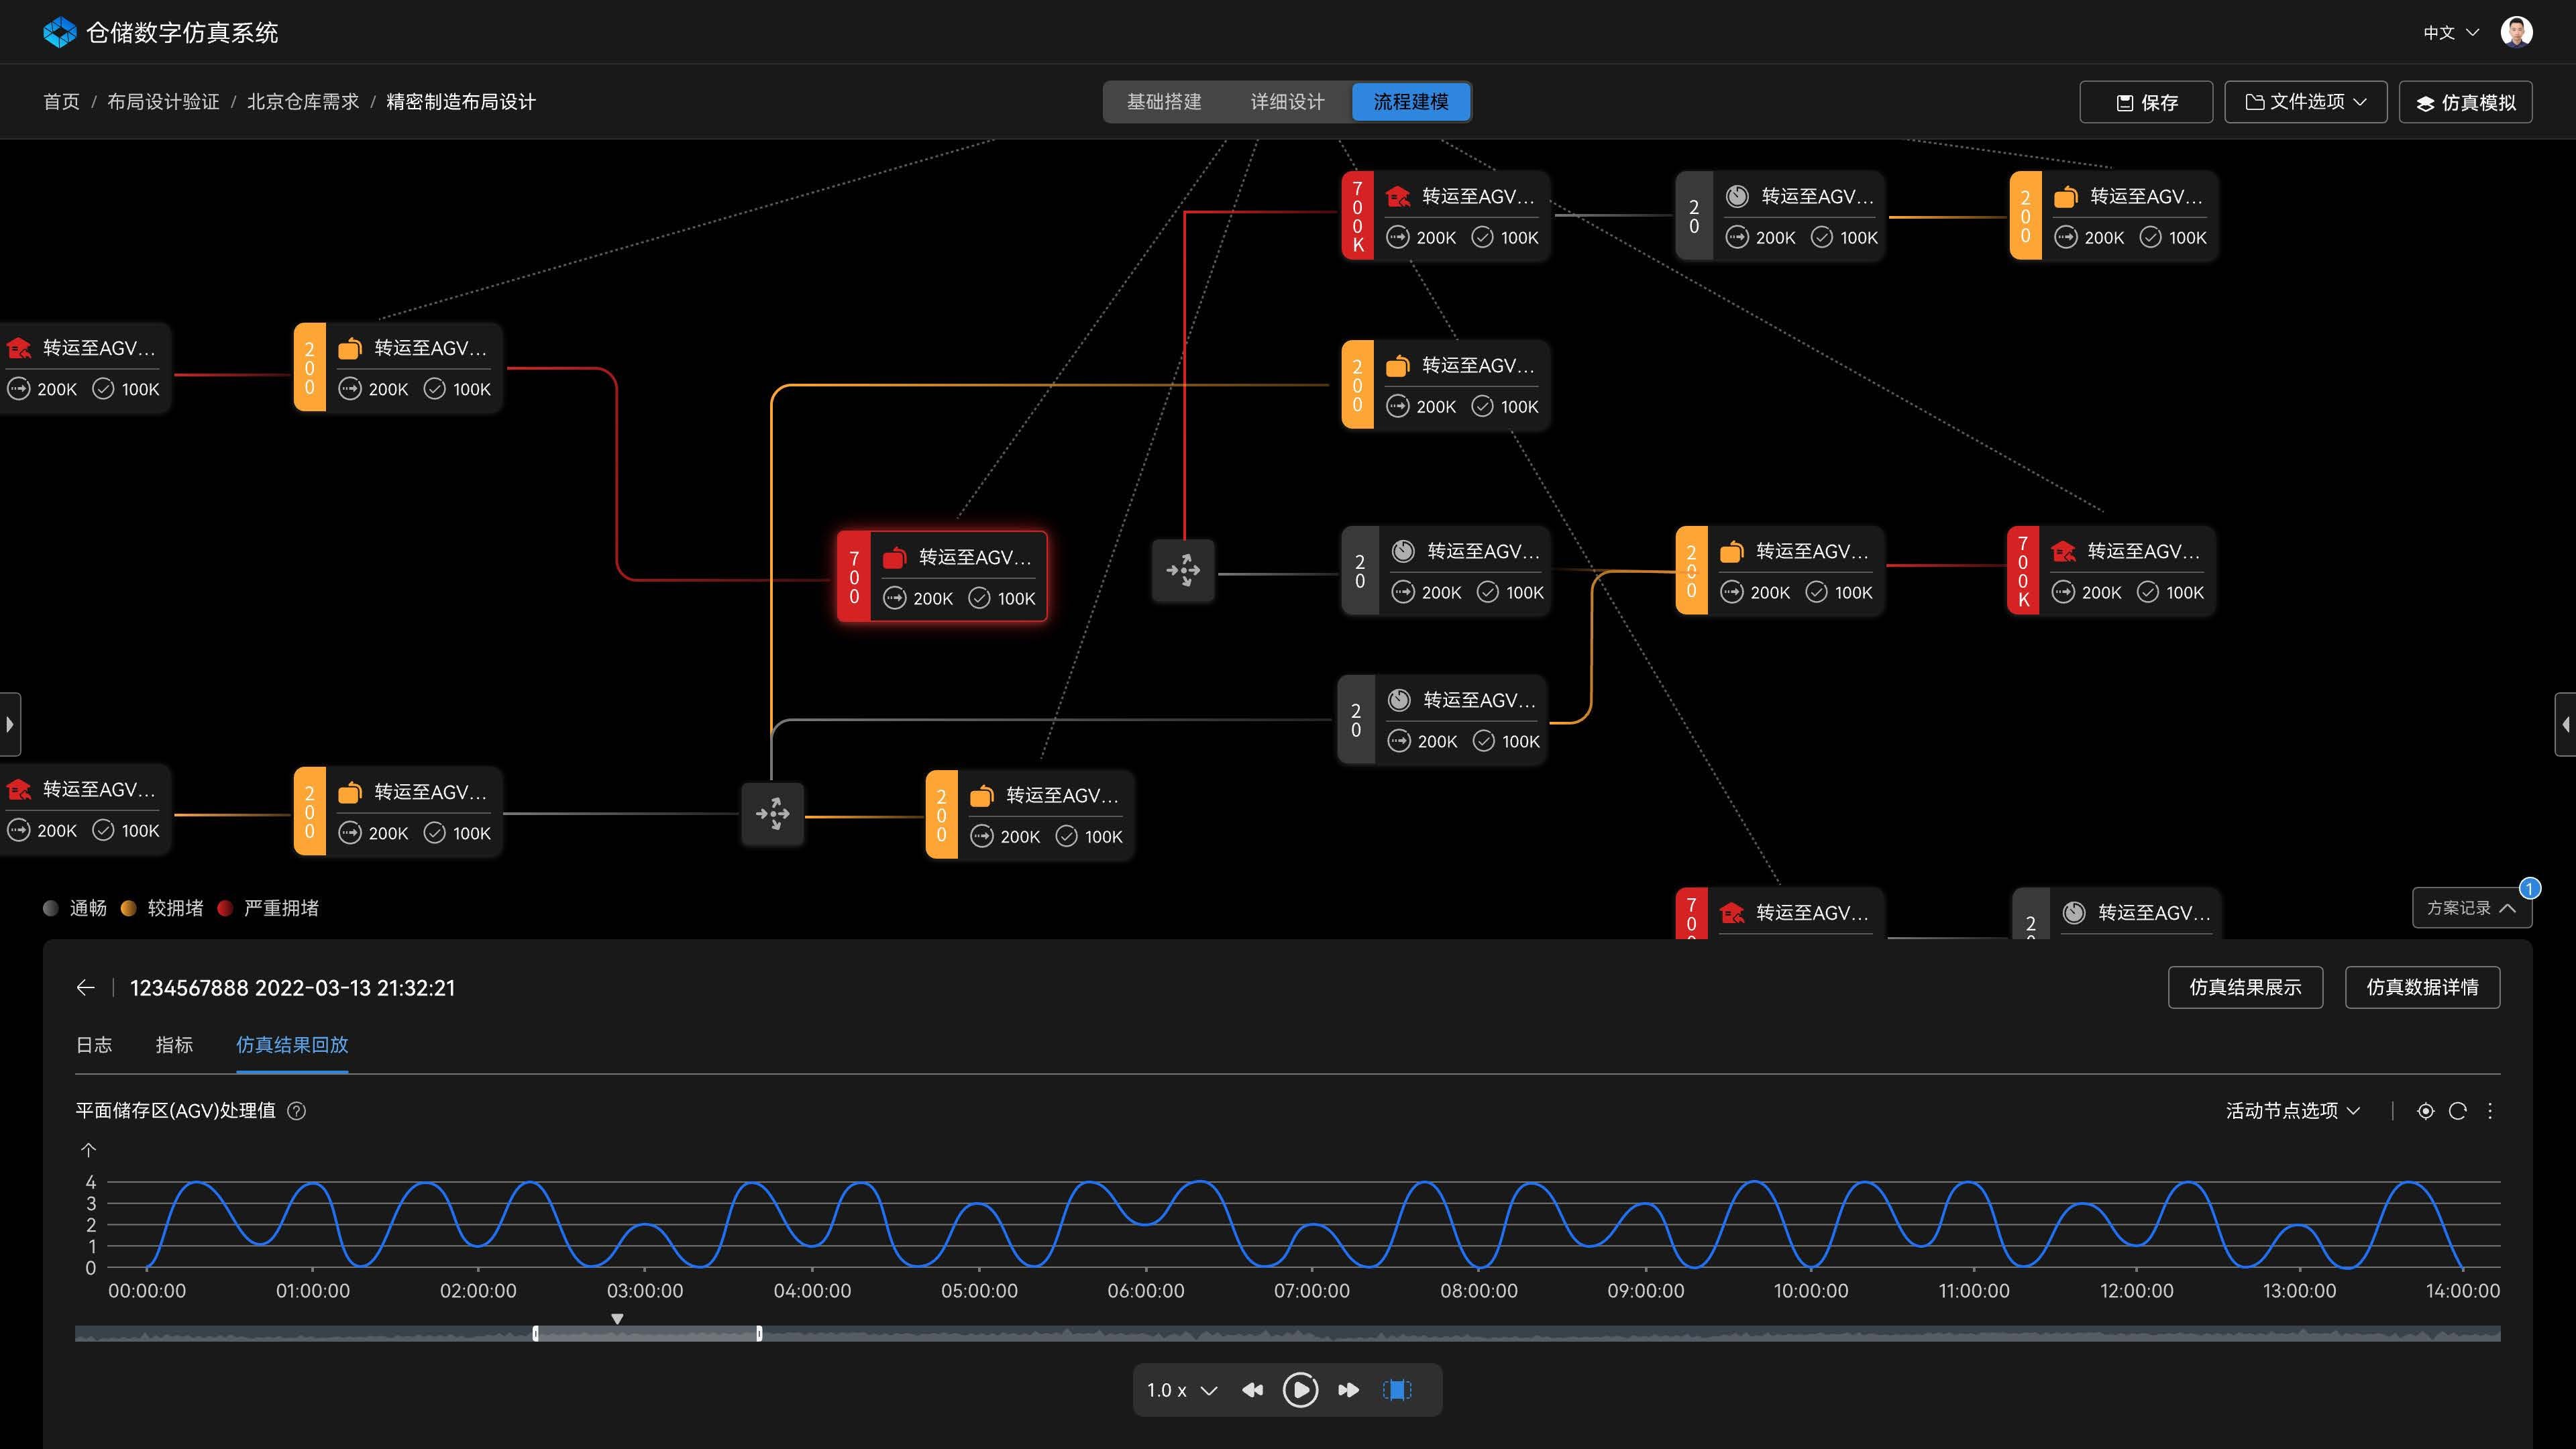 仓储数字仿真系统
中文
首页 / 布局设计验证 / 北京仓库需求 / 精密制造布局设计
基础搭建 详细设计 流程建模
保存 文件选项 仿真模拟
700K 转运至AGV... 200K 100K
20 转运至AGV... 200K 100K
200 转运至AGV... 200K 100K
转运至AGV... 200K 100K
200 转运至AGV... 200K 100K
200 转运至AGV... 200K 100K
700 转运至AGV... 200K 100K
20 转运至AGV... 200K 100K
200 转运至AGV... 200K 100K
700K 转运至AGV... 200K 100K
20 转运至AGV... 200K 100K
转运至AGV... 200K 100K
200 转运至AGV... 200K 100K
200 转运至AGV... 200K 100K
转运至AGV...
转运至AGV...
通畅 较拥堵 严重拥堵
方案记录 1
1234567888 2022-03-13 21:32:21
仿真结果展示 仿真数据详情
日志 指标 仿真结果回放
平面储存区(AGV)处理值 ?
活动节点选项
4
3
2
1
0
00:00:00 01:00:00 02:00:00 03:00:00 04:00:00 05:00:00 06:00:00 07:00:00 08:00:00 09:00:00 10:00:00 11:00:00 12:00:00 13:00:00 14:00:00
1.0 x